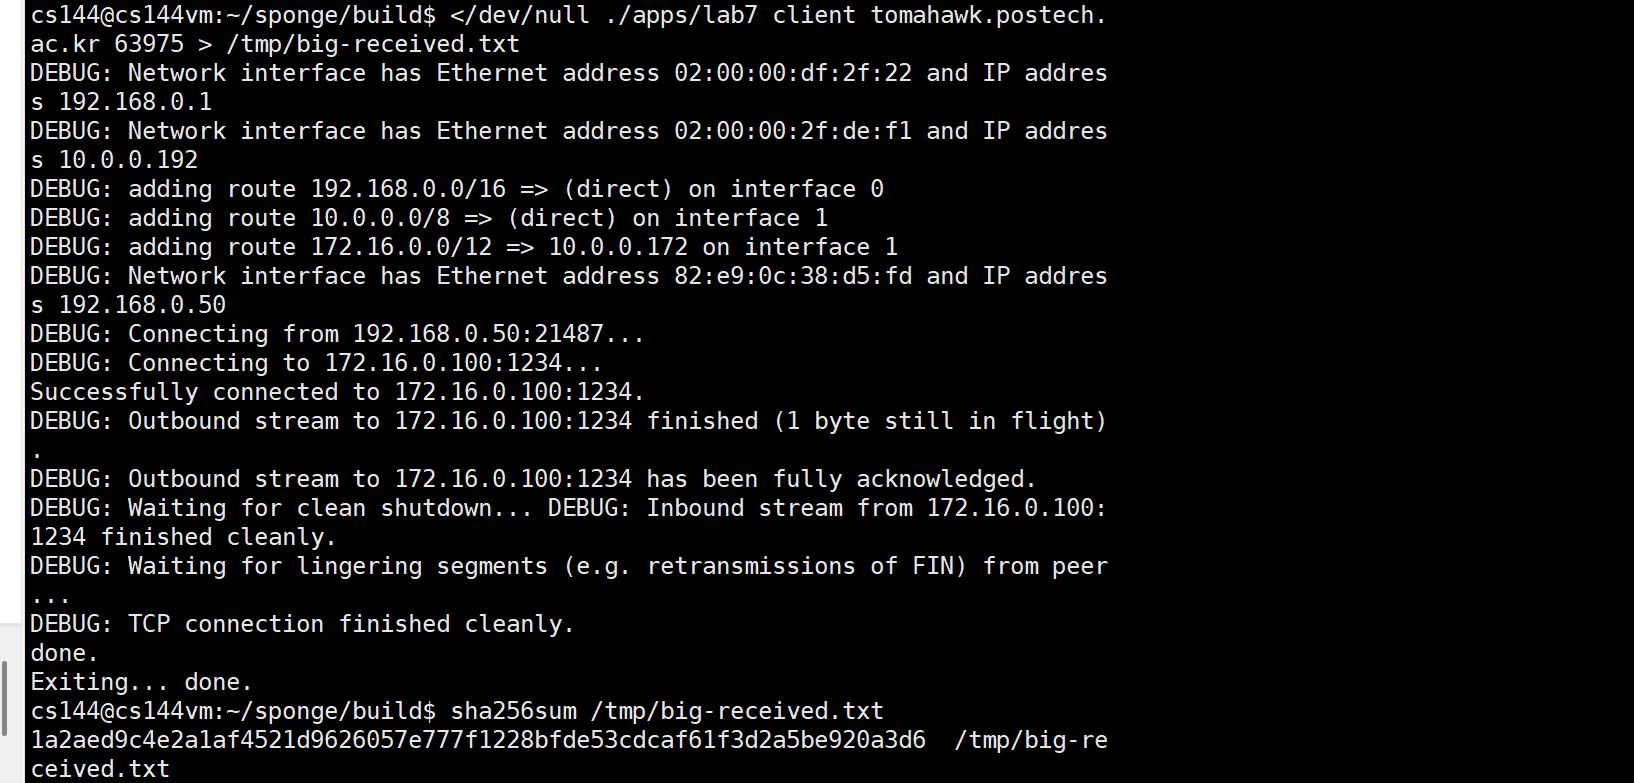 cs144@cs144vm:~/sponge/build$ </dev/null ./apps/lab7 client tomahawk.postech.
ac.kr 63975 > /tmp/big-received.txt
DEBUG: Network interface has Ethernet address 02:00:00:df:2f:22 and IP addres
s 192.168.0.1
DEBUG: Network interface has Ethernet address 02:00:00:2f:de:f1 and IP addres
s 10.0.0.192
DEBUG: adding route 192.168.0.0/16 => (direct) on interface 0
DEBUG: adding route 10.0.0.0/8 => (direct) on interface 1
DEBUG: adding route 172.16.0.0/12 => 10.0.0.172 on interface 1
DEBUG: Network interface has Ethernet address 82:e9:0c:38:d5:fd and IP addres
s 192.168.0.50
DEBUG: Connecting from 192.168.0.50:21487...
DEBUG: Connecting to 172.16.0.100:1234...
Successfully connected to 172.16.0.100:1234.
DEBUG: Outbound stream to 172.16.0.100:1234 finished (1 byte still in flight)
.
DEBUG: Outbound stream to 172.16.0.100:1234 has been fully acknowledged.
DEBUG: Waiting for clean shutdown... DEBUG: Inbound stream from 172.16.0.100:
1234 finished cleanly.
DEBUG: Waiting for lingering segments (e.g. retransmissions of FIN) from peer
...
DEBUG: TCP connection finished cleanly.
done.
Exiting... done.
cs144@cs144vm:~/sponge/build$ sha256sum /tmp/big-received.txt
1a2aed9c4e2a1af4521d9626057e777f1228bfde53cdcaf61f3d2a5be920a3d6  /tmp/big-re
ceived.txt